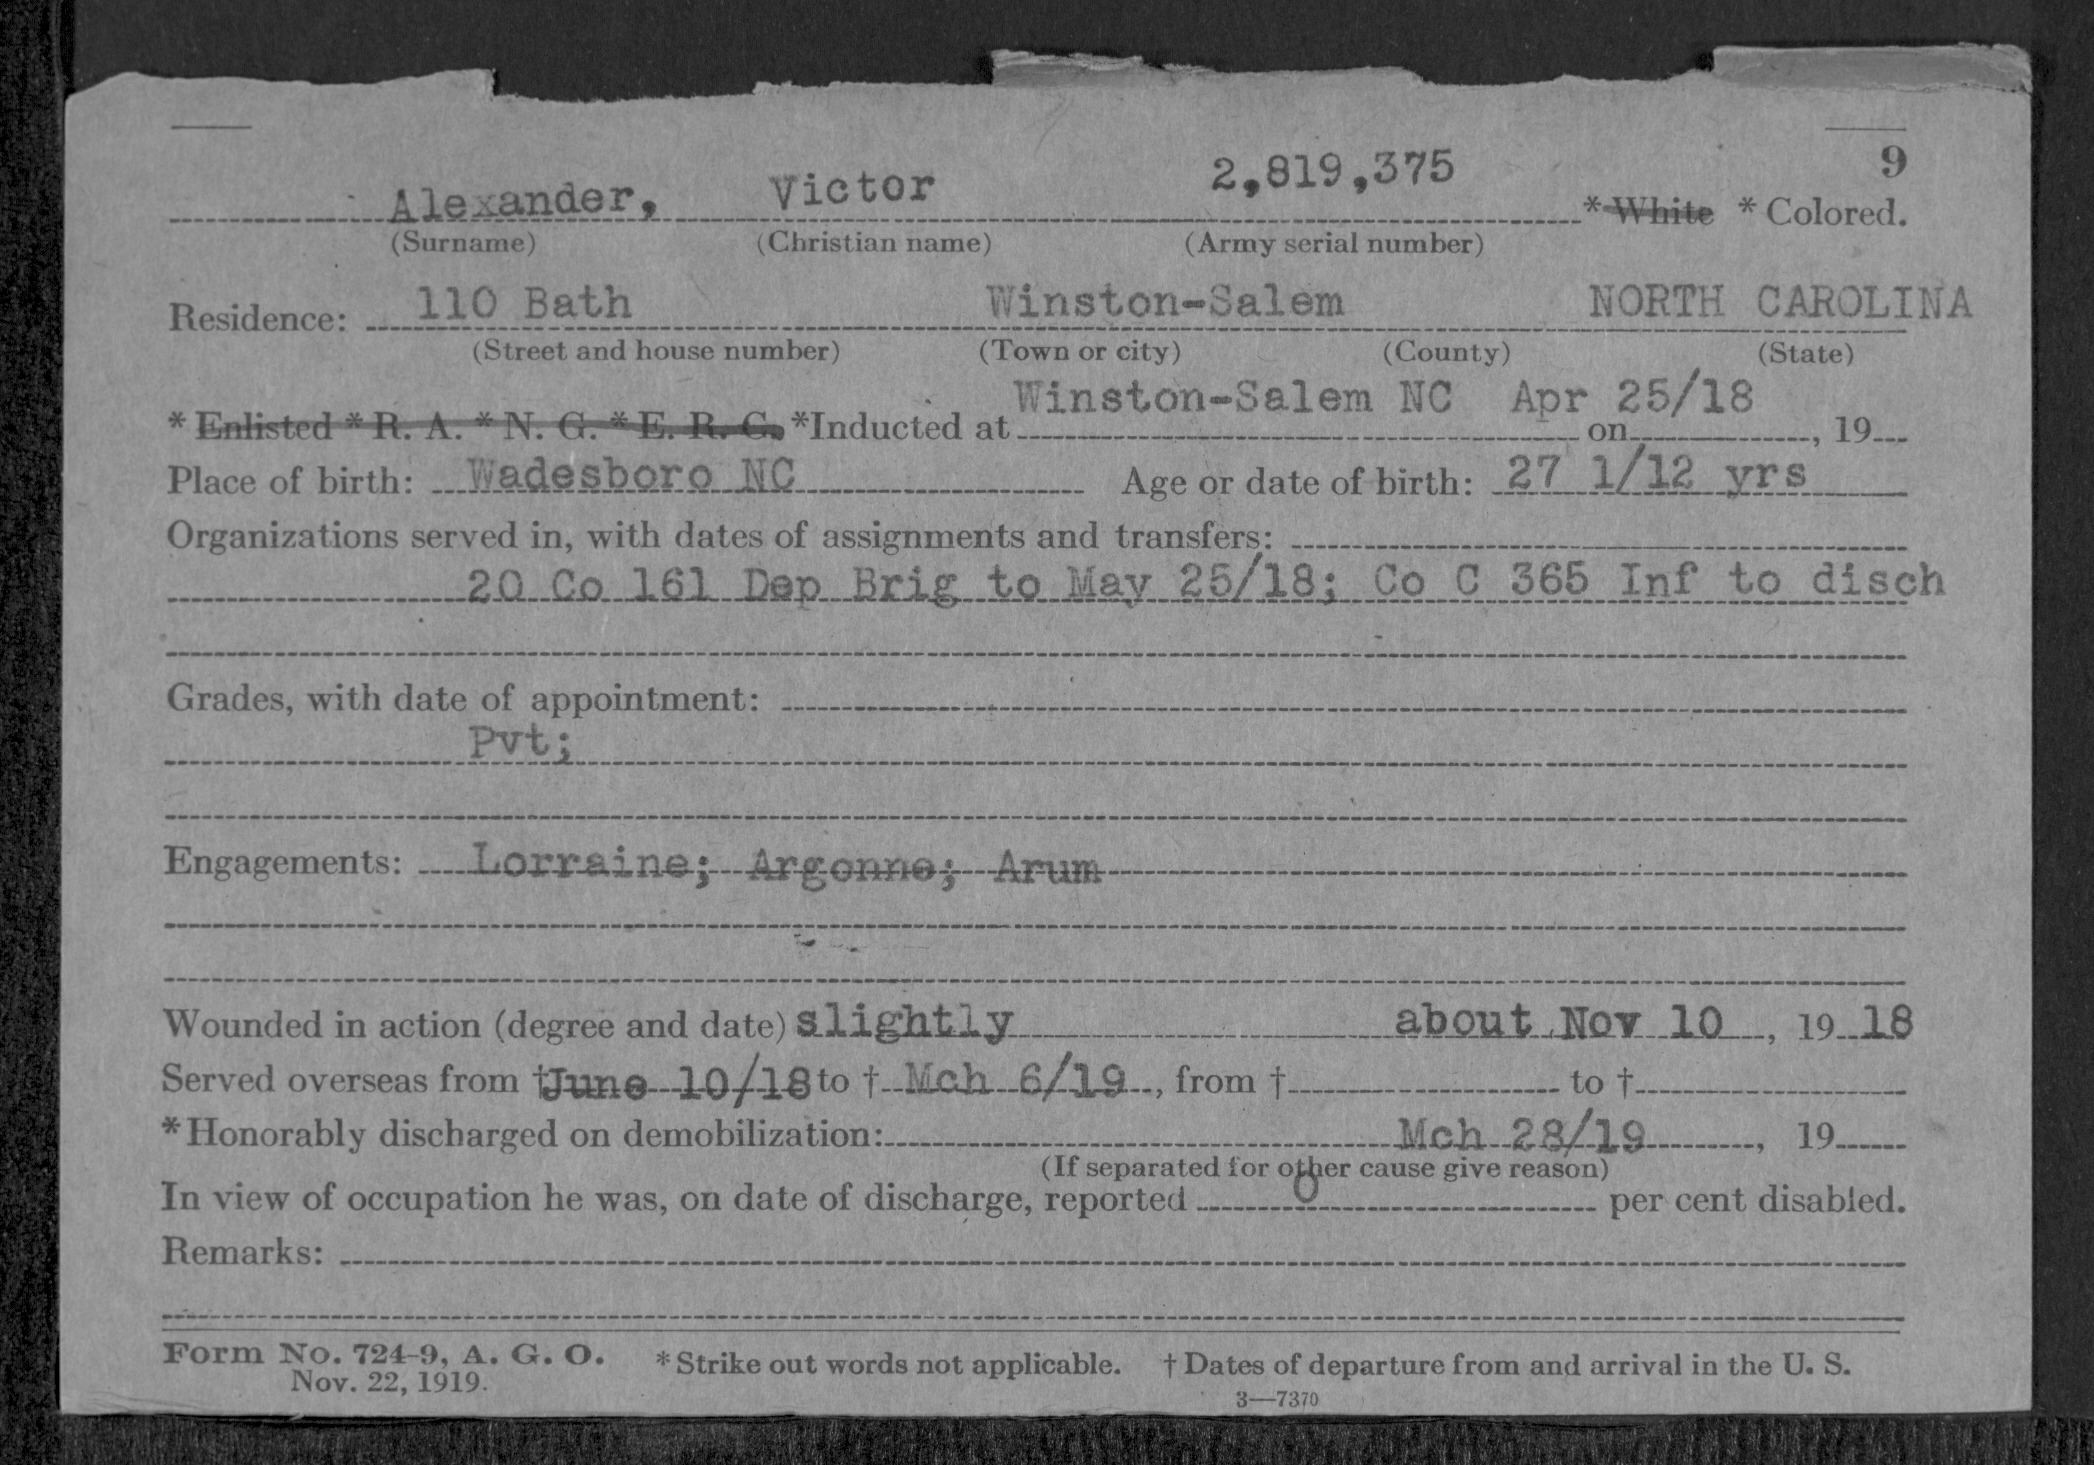 9
Alexander, Victor 2,819,375 *White *Colored.
(Surname) (Christian name) (Army serial number)
Residence: 110 Bath Winston-Salem NORTH CAROLINA
(Street and house number) (Town or city) (County) (State)
*Enlisted *R. A. *N. G. *E. R. C. *Inducted at Winston-Salem NC on Apr 25/18, 19
Place of birth: Wadesboro NC Age or date of birth: 27 1/12 yrs
Organizations served in, with dates of assignments and transfers:
20 Co 161 Dep Brig to May 25/18; Co C 365 Inf to disch
Grades, with date of appointment:
Pvt;
Engagements: Lorraine; Argonne; Arum
Wounded in action (degree and date) slightly about Nov 10, 19 18
Served overseas from †June 10/18 to † Mch 6/19, from † to †
*Honorably discharged on demobilization: Mch 28/19, 19
(If separated for other cause give reason)
In view of occupation he was, on date of discharge, reported 0 per cent disabled.
Remarks:
Form No. 724-9, A. G. O. *Strike out words not applicable. †Dates of departure from and arrival in the U. S.
Nov. 22, 1919.
3—7370